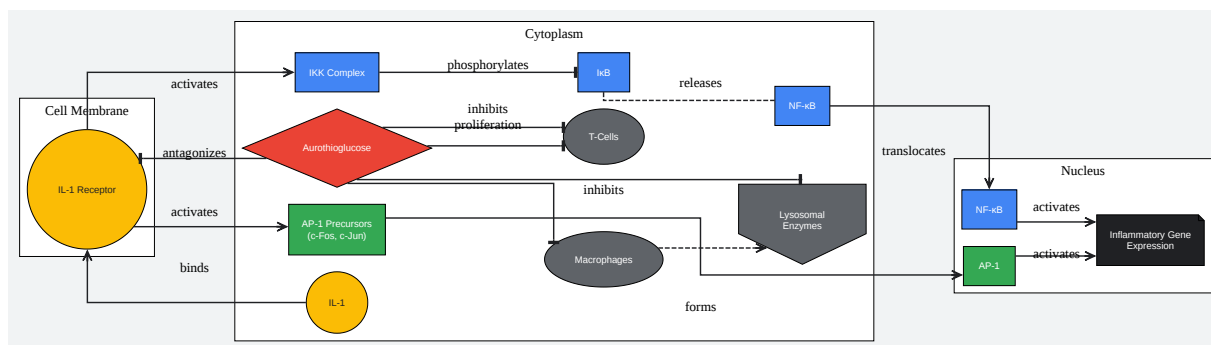 Cytoplasm
IKK Complex
phosphorylates
IκB
activates
releases
Cell Membrane
NF-κB
inhibits
proliferation
T-Cells
Aurothioglucose
antagonizes
translocates
Nucleus
IL-1 Receptor
inhibits
activates
AP-1 Precursors
(c-Fos, c-Jun)
Lysosomal
Enzymes
NF-κB
activates
Inflammatory Gene
Expression
activates
AP-1
Macrophages
binds
IL-1
forms